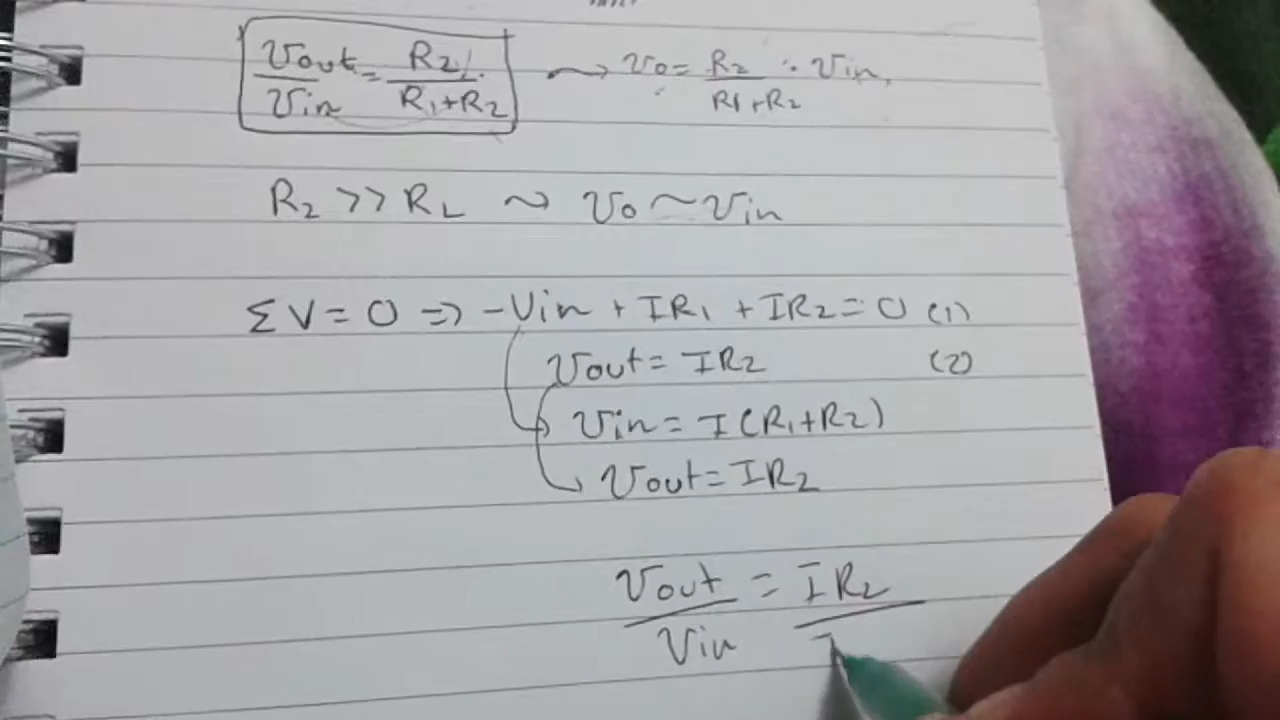 Vout/Vin = R2/(R1+R2) ⇝ Vo = R2/(R1+R2) · Vin
R2 >> RL ~> Vo ~ Vin
ΣV = 0 => -Vin + IR1 + IR2 = 0 (1)
Vout = IR2 (2)
Vin = I(R1+R2)
Vout = IR2
Vout = IR2
Vin